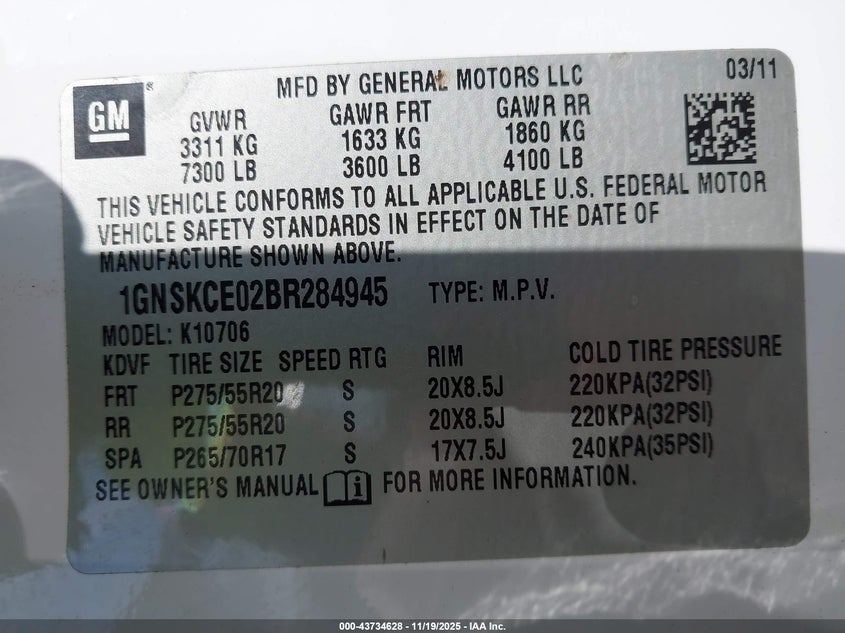 MFD BY GENERAL MOTORS LLC 03/11
GM ®
GVWR GAWR FRT GAWR RR
3311 KG 1633 KG 1860 KG
7300 LB 3600 LB 4100 LB
THIS VEHICLE CONFORMS TO ALL APPLICABLE U.S. FEDERAL MOTOR
VEHICLE SAFETY STANDARDS IN EFFECT ON THE DATE OF
MANUFACTURE SHOWN ABOVE.
1GNSKCE02BR284945 TYPE: M.P.V.
MODEL: K10706
KDVF TIRE SIZE SPEED RTG RIM COLD TIRE PRESSURE
FRT P275/55R20 S 20X8.5J 220KPA(32PSI)
RR P275/55R20 S 20X8.5J 220KPA(32PSI)
SPA P265/70R17 S 17X7.5J 240KPA(35PSI)
SEE OWNER'S MANUAL i FOR MORE INFORMATION.
000-43734628 - 11/19/2025 - IAA Inc.